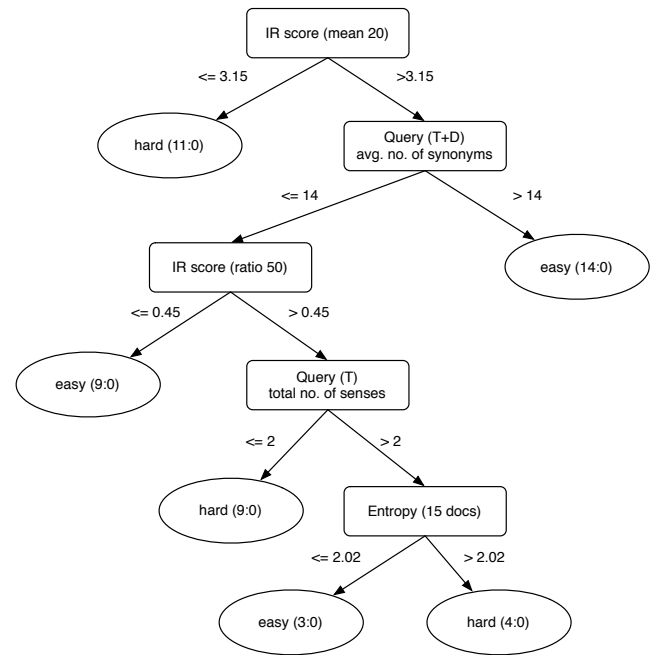 IR score (mean 20)
<= 3.15
>3.15
hard (11:0)
Query (T+D)
avg. no. of synonyms
<= 14
> 14
IR score (ratio 50)
easy (14:0)
<= 0.45
> 0.45
easy (9:0)
Query (T)
total no. of senses
<= 2
> 2
hard (9:0)
Entropy (15 docs)
<= 2.02
> 2.02
easy (3:0)
hard (4:0)